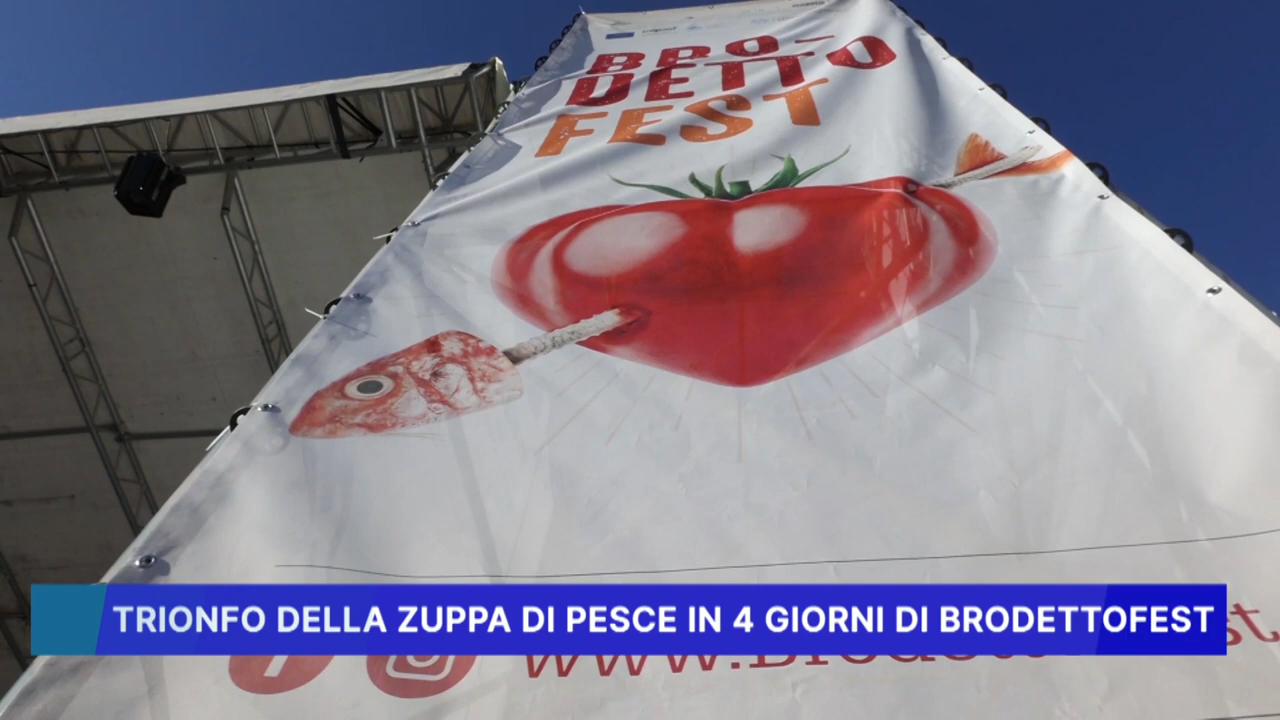 BRO-
DETTO
FEST
TRIONFO DELLA ZUPPA DI PESCE IN 4 GIORNI DI BRODETTOFEST